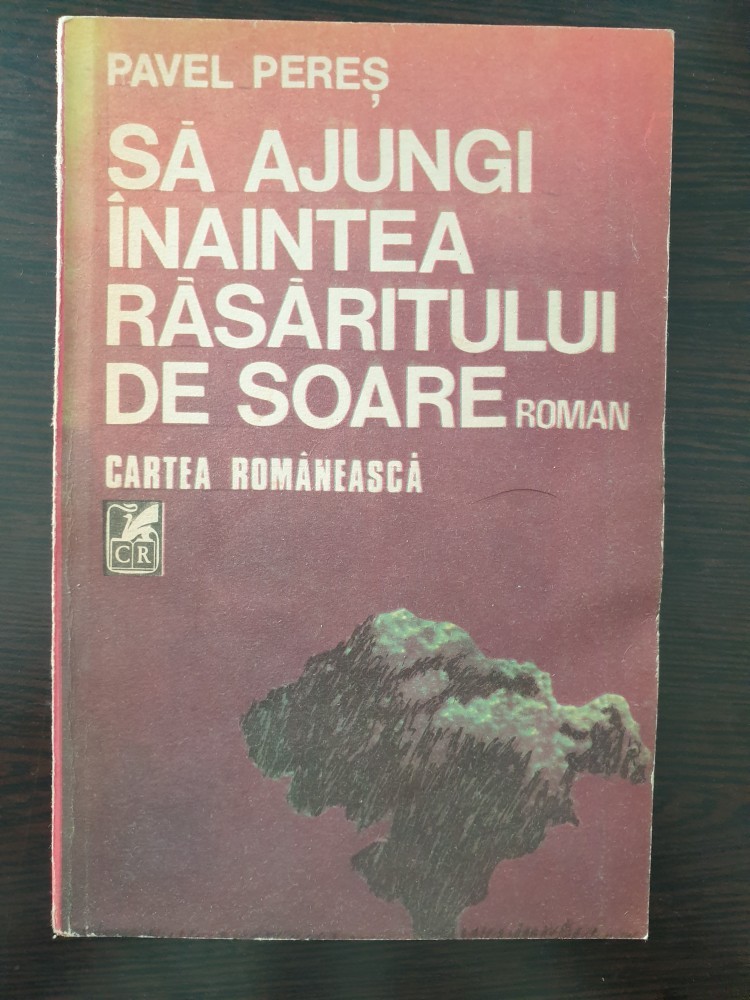 PAVEL PEREȘ
SĂ AJUNGI
ÎNAINTEA
RĂSĂRITULUI
DE SOARE ROMAN
CARTEA ROMÂNEASCĂ
CR